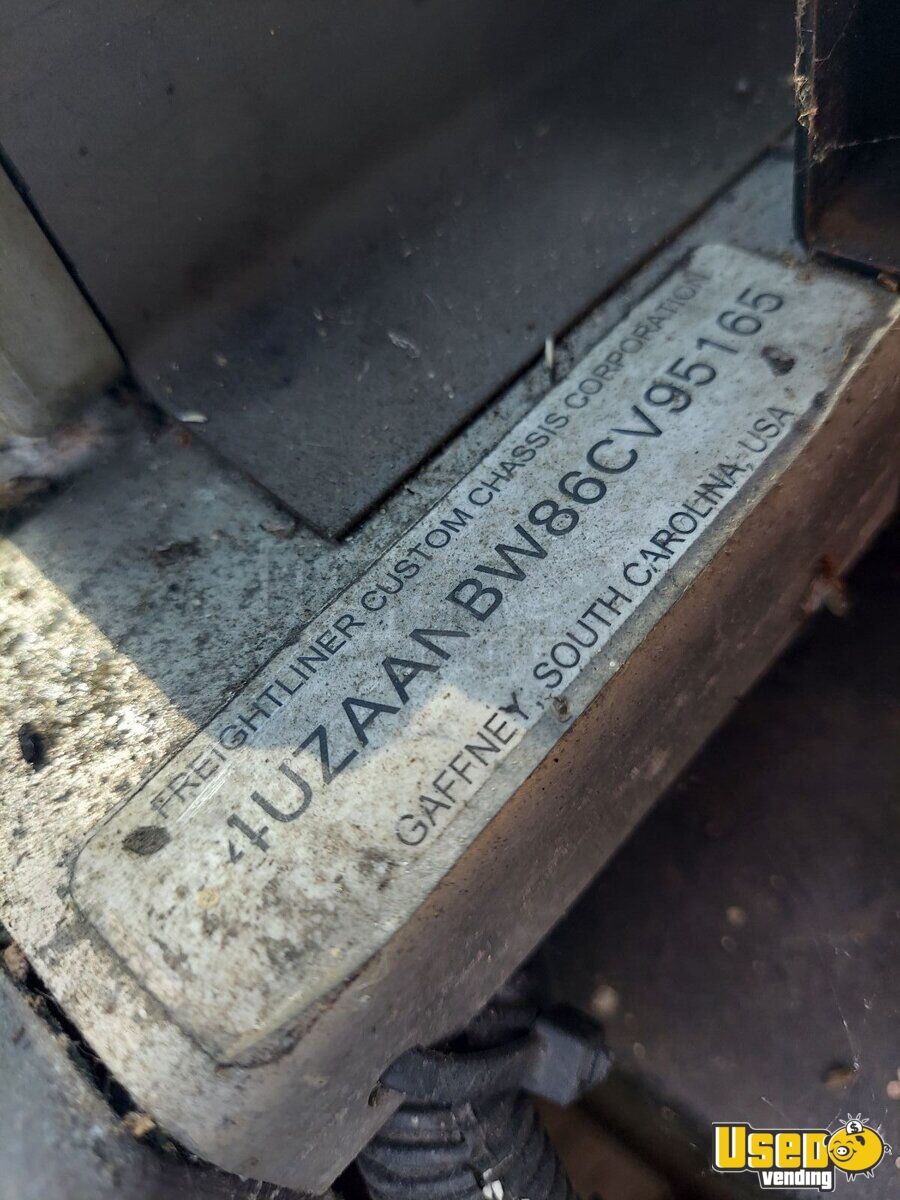 FREIGHTLINER CUSTOM CHASSIS CORPORATION
4UZAANBW86CV95165
GAFFNEY, SOUTH CAROLINA, USA
USED
vending